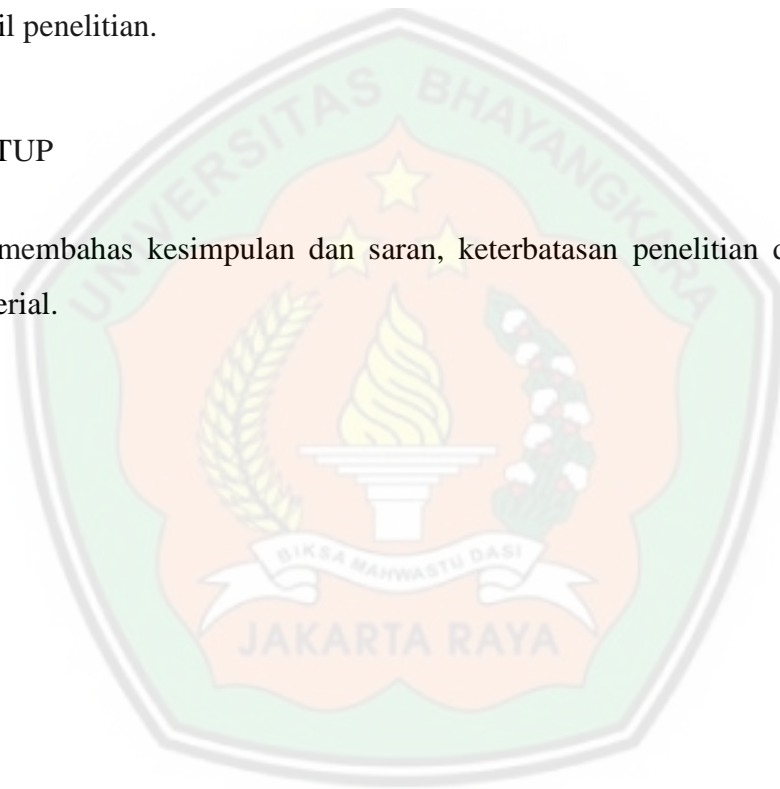 il penelitian.
TUP
membahas kesimpulan dan saran, keterbatasan penelitian d
erial.
UNIVERSITAS BHAYANGKARA
BIKSA MAHWASTU DASI
JAKARTA RAYA